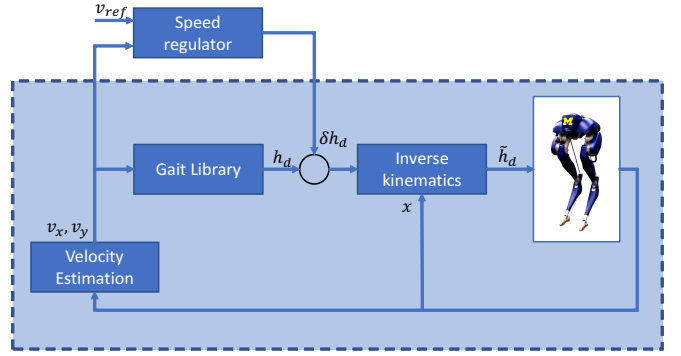 v_ref
Speed
regulator
δh_d
Gait Library
h_d
Inverse
kinematics
h̃_d
M
x
v_x, v_y
Velocity
Estimation